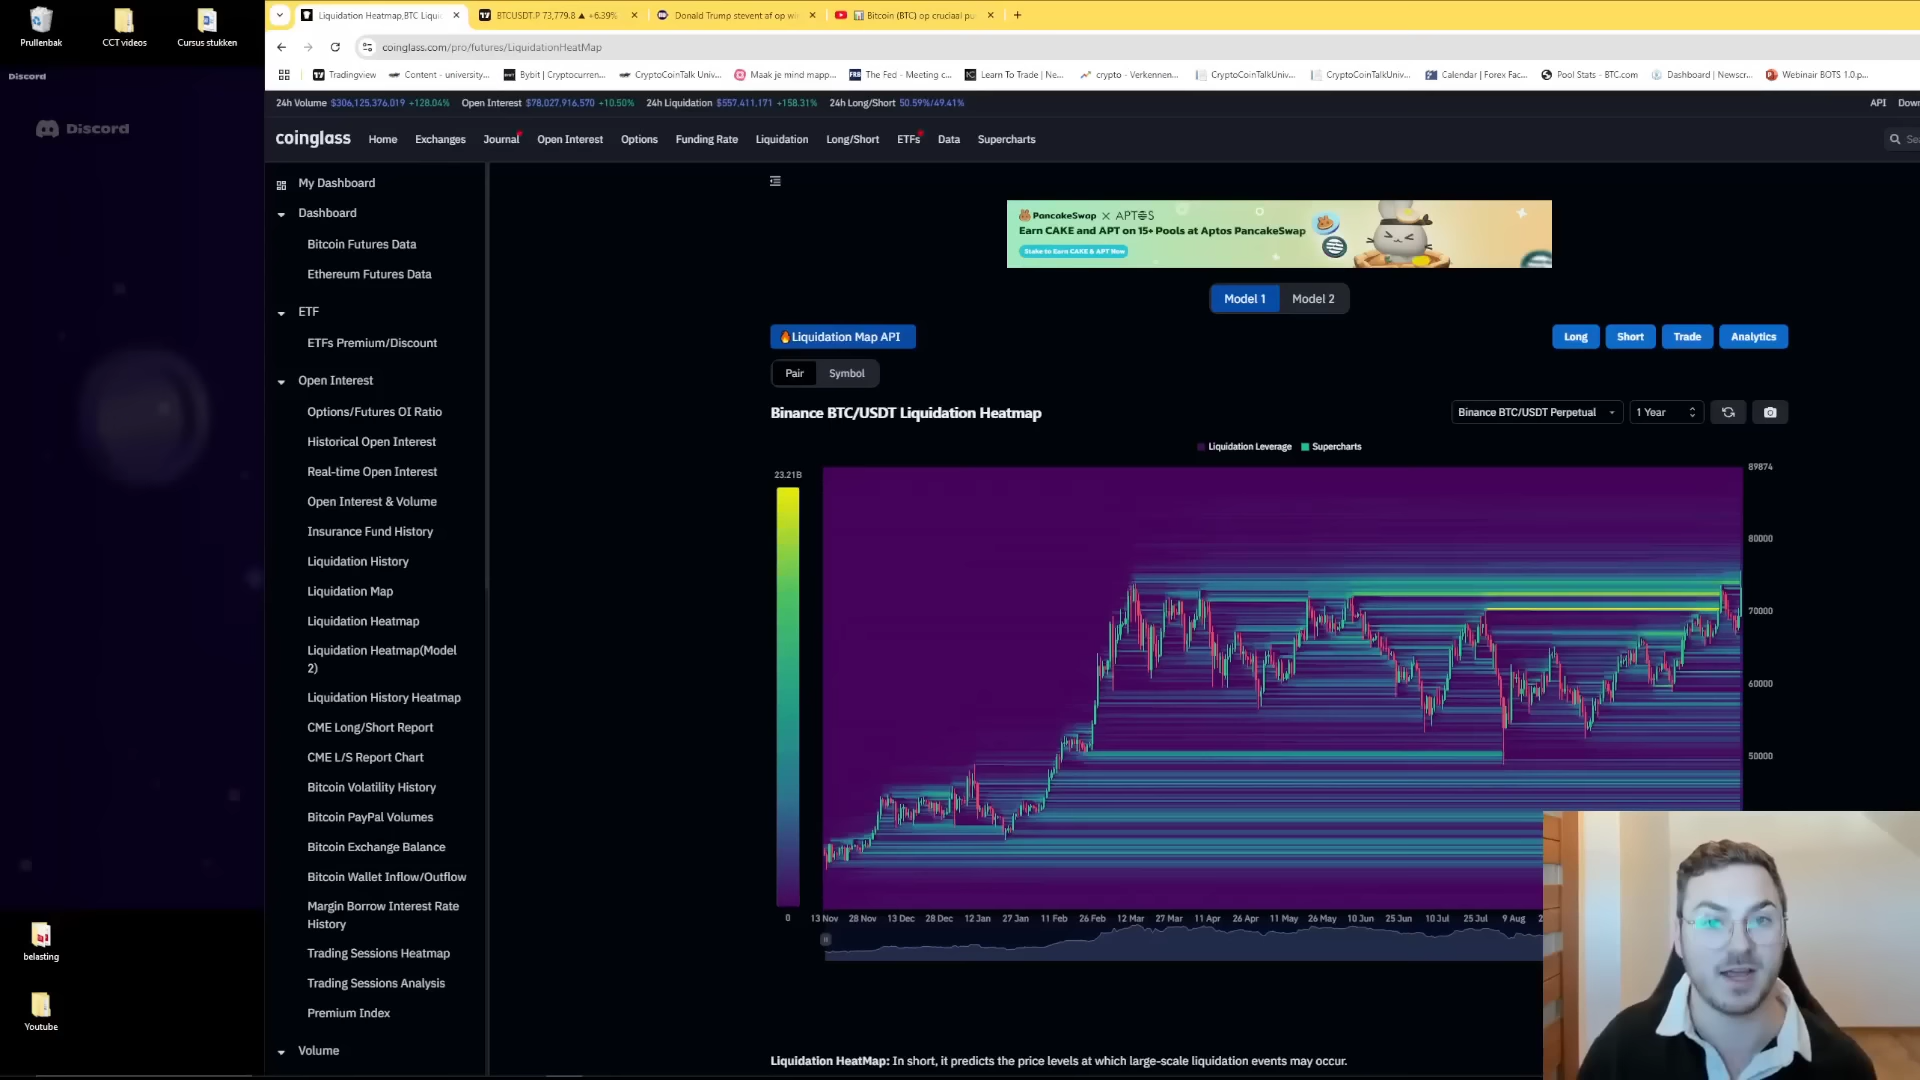 Prullenbak
CCT videos
Cursus stukken
Discord
Discord
belasting
Youtube
Liquidation Heatmap,BTC Liqui
BTCUSDT.P 73,779.8 ▲ +6.39%
Donald Trump stevent af op wi
Bitcoin (BTC) op cruciaal pu
coinglass.com/pro/futures/LiquidationHeatMap
Tradingview
Content - university...
Bybit | Cryptocurren...
CryptoCoinTalk Univ...
Maak je mind mapp...
The Fed - Meeting c...
Learn To Trade | Ne...
crypto - Verkennen...
CryptoCoinTalkUniv...
CryptoCoinTalkUniv...
Calendar | Forex Fac...
Pool Stats - BTC.com
Dashboard | Newscr...
Webinair BOTS 1.0.p...
24h Volume $306,125,376,019 +128.04% Open Interest $78,027,916,570 +10.50% 24h Liquidation $557,411,171 +158.31% 24h Long/Short 50.59%/49.41%
API
coinglass
Home
Exchanges
Journal
Open Interest
Options
Funding Rate
Liquidation
Long/Short
ETFs
Data
Supercharts
My Dashboard
Dashboard
Bitcoin Futures Data
Ethereum Futures Data
ETF
ETFs Premium/Discount
Open Interest
Options/Futures OI Ratio
Historical Open Interest
Real-time Open Interest
Open Interest & Volume
Insurance Fund History
Liquidation History
Liquidation Map
Liquidation Heatmap
Liquidation Heatmap(Model
2)
Liquidation History Heatmap
CME Long/Short Report
CME L/S Report Chart
Bitcoin Volatility History
Bitcoin PayPal Volumes
Bitcoin Exchange Balance
Bitcoin Wallet Inflow/Outflow
Margin Borrow Interest Rate
History
Trading Sessions Heatmap
Trading Sessions Analysis
Premium Index
Volume
PancakeSwap X APTOS
Earn CAKE and APT on 15+ Pools at Aptos PancakeSwap
Stake to Earn CAKE & APT Now
Model 1
Model 2
Liquidation Map API
Long
Short
Trade
Analytics
Pair
Symbol
Binance BTC/USDT Liquidation Heatmap
Binance BTC/USDT Perpetual
1 Year
Liquidation Leverage
Supercharts
23.21B
0
89874
80000
70000
60000
50000
13 Nov 28 Nov 13 Dec 28 Dec 12 Jan 27 Jan 11 Feb 26 Feb 12 Mar 27 Mar 11 Apr 26 Apr 11 May 26 May 10 Jun 25 Jun 10 Jul 25 Jul 9 Aug
Liquidation HeatMap: In short, it predicts the price levels at which large-scale liquidation events may occur.